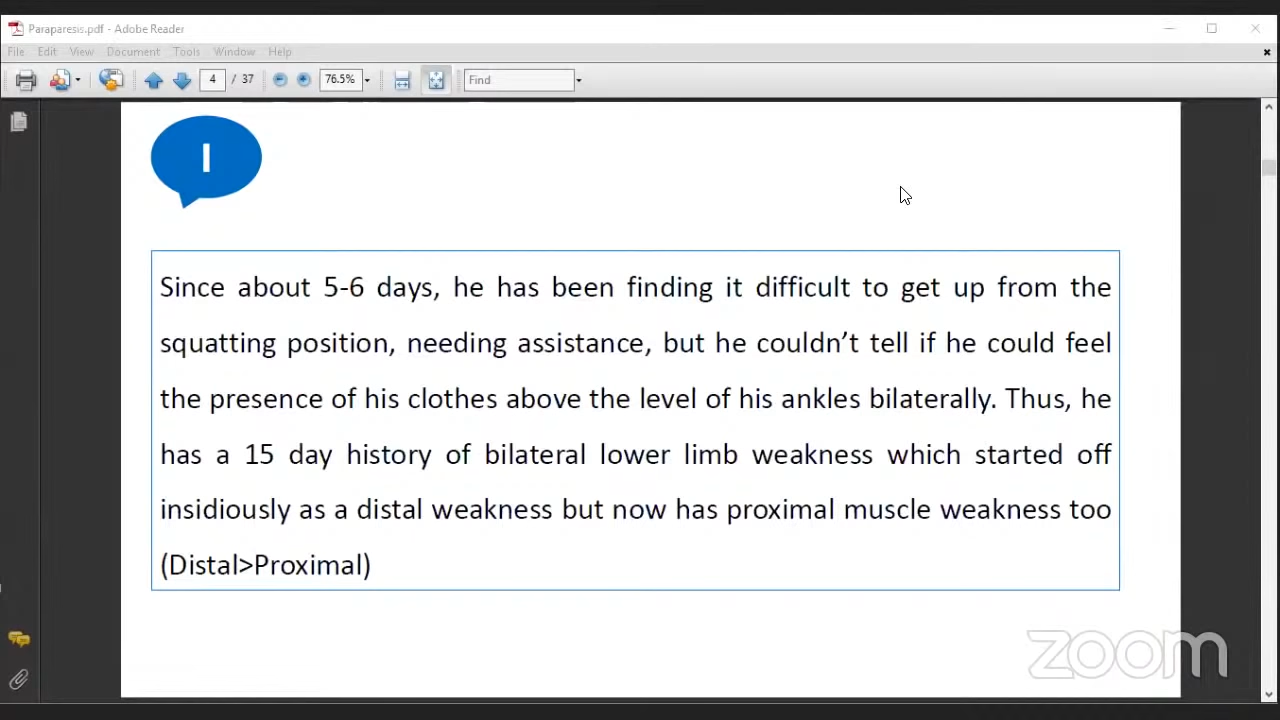 Paraparesis.pdf - Adobe Reader
File Edit View Document Tools Window Help
4 / 37 76.5% Find
I
Since about 5-6 days, he has been finding it difficult to get up from the
squatting position, needing assistance, but he couldn’t tell if he could feel
the presence of his clothes above the level of his ankles bilaterally. Thus, he
has a 15 day history of bilateral lower limb weakness which started off
insidiously as a distal weakness but now has proximal muscle weakness too
(Distal>Proximal)
zoom